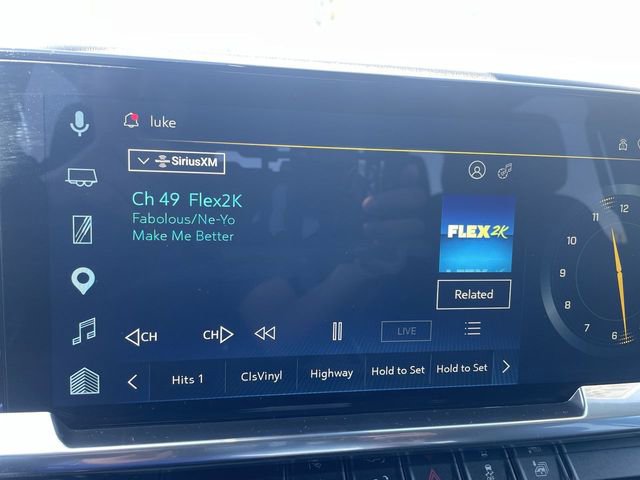 luke
SiriusXM
Ch 49 Flex2K
Fabolous/Ne-Yo
Make Me Better
FLEX2K
Related
CH
CH
LIVE
Hits 1
ClsVinyl
Highway
Hold to Set
Hold to Set
12
11
10
9
8
7
6